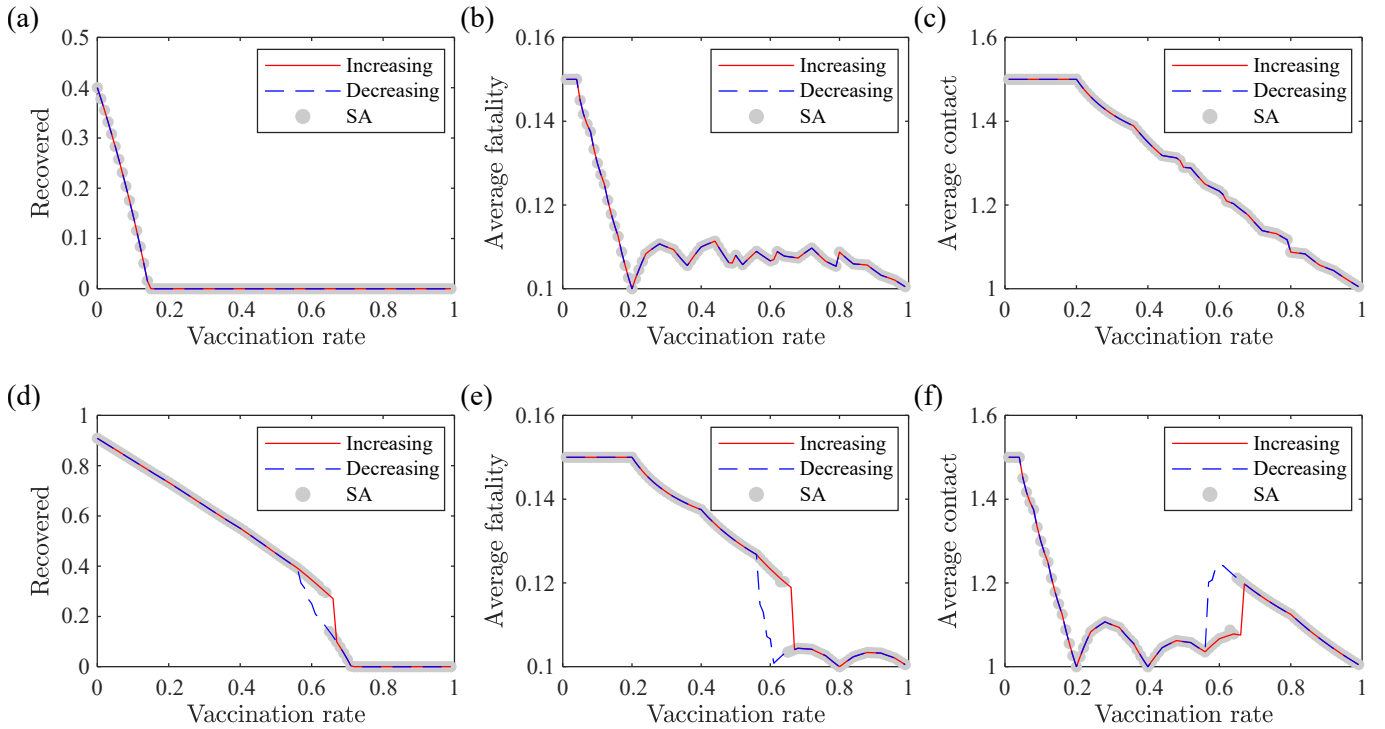 (a)
0.5
0.4
0.3
0.2
0.1
0
Recovered
Increasing
Decreasing
SA
0 0.2 0.4 0.6 0.8 1
Vaccination rate
(b)
0.16
0.14
0.12
0.1
Average fatality
Increasing
Decreasing
SA
0 0.2 0.4 0.6 0.8 1
Vaccination rate
(c)
1.6
1.4
1.2
1
Average contact
Increasing
Decreasing
SA
0 0.2 0.4 0.6 0.8 1
Vaccination rate
(d)
1
0.8
0.6
0.4
0.2
0
Recovered
Increasing
Decreasing
SA
0 0.2 0.4 0.6 0.8 1
Vaccination rate
(e)
0.16
0.14
0.12
0.1
Average fatality
Increasing
Decreasing
SA
0 0.2 0.4 0.6 0.8 1
Vaccination rate
(f)
1.6
1.4
1.2
1
Average contact
Increasing
Decreasing
SA
0 0.2 0.4 0.6 0.8 1
Vaccination rate